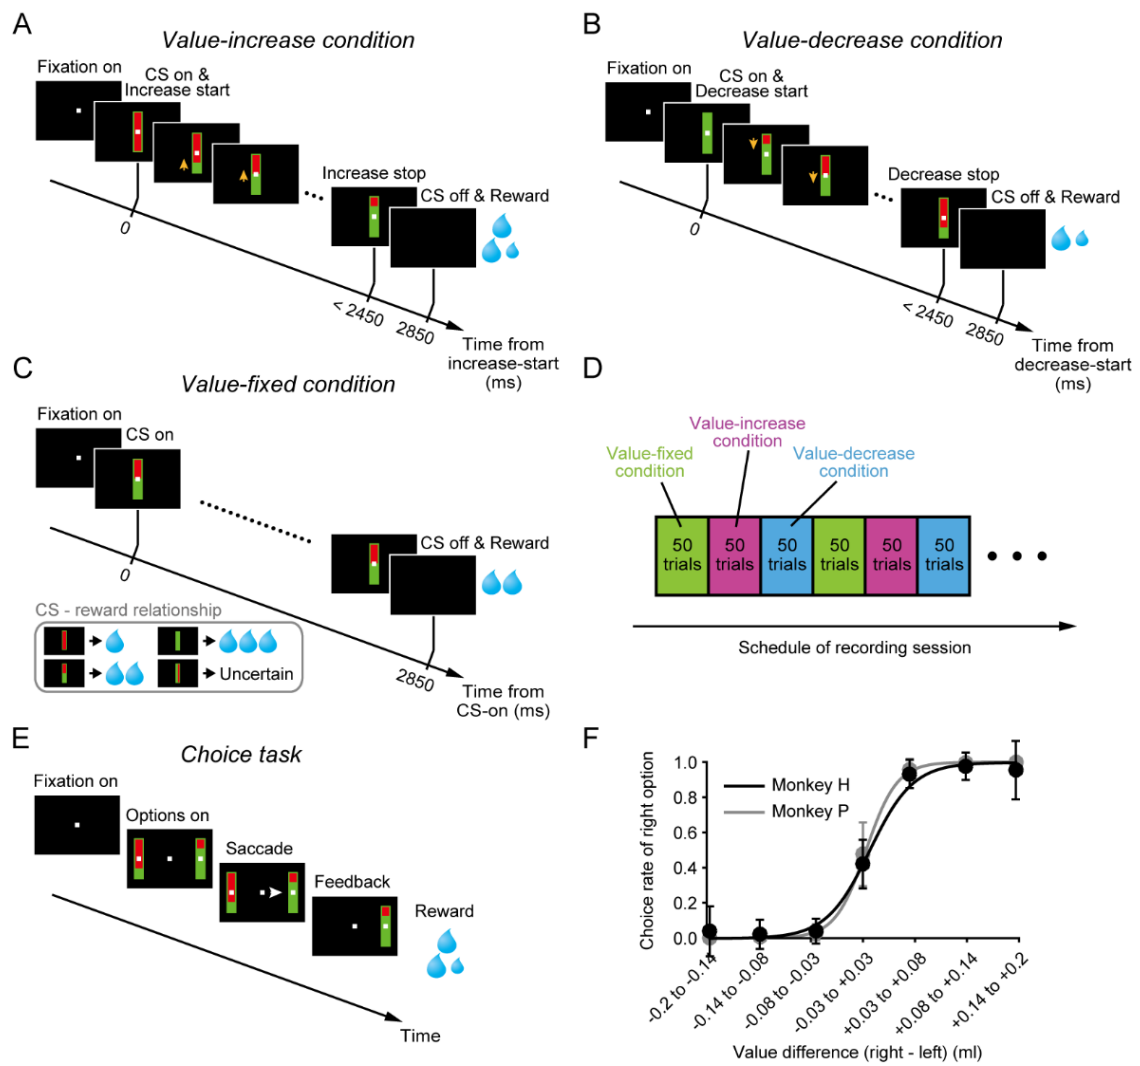 A
Value-increase condition
Fixation on
CS on &
Increase start
Increase stop
CS off & Reward
0
< 2450
2850
Time from
increase-start
(ms)
B
Value-decrease condition
Fixation on
CS on &
Decrease start
Decrease stop
CS off & Reward
0
< 2450
2850
Time from
decrease-start
(ms)
C
Value-fixed condition
Fixation on
CS on
CS off & Reward
0
2850
Time from
CS-on (ms)
CS - reward relationship
Uncertain
D
Value-increase
condition
Value-fixed
condition
Value-decrease
condition
50
trials
50
trials
50
trials
50
trials
50
trials
50
trials
Schedule of recording session
E
Choice task
Fixation on
Options on
Saccade
Feedback
Reward
Time
F
Choice rate of right option
1.0
0.8
0.6
0.4
0.2
0.0
Monkey H
Monkey P
-0.2 to -0.14
-0.14 to -0.08
-0.08 to -0.03
-0.03 to +0.03
+0.03 to +0.08
+0.08 to +0.14
+0.14 to +0.2
Value difference (right - left) (ml)